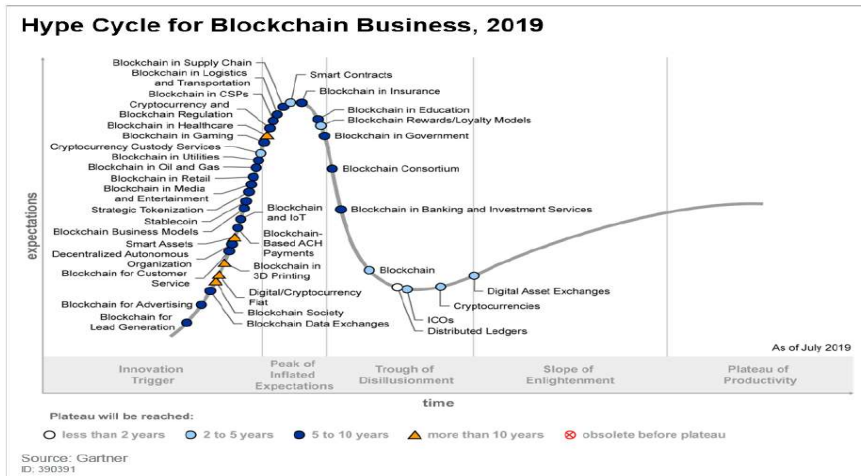 Hype Cycle for Blockchain Business, 2019
Blockchain in Supply Chain
Blockchain in Logistics
and Transportation
Blockchain in CSPs
Cryptocurrency and
Blockchain Regulation
Blockchain in Healthcare
Blockchain in Gaming
Cryptocurrency Custody Services
Blockchain in Utilities
Blockchain in Oil and Gas
Blockchain in Retail
Blockchain in Media
and Entertainment
Strategic Tokenization
Stablecoin
Blockchain Business Models
Smart Assets
Decentralized Autonomous
Organization
Blockchain for Customer
Service
Blockchain for Advertising
Blockchain for
Lead Generation
Smart Contracts
Blockchain in Insurance
Blockchain in Education
Blockchain Rewards/Loyalty Models
Blockchain in Government
Blockchain Consortium
Blockchain in Banking and Investment Services
Blockchain
and IoT
Blockchain-
Based ACH
Payments
Blockchain in
3D Printing
Digital/Cryptocurrency
Fiat
Blockchain Society
Blockchain Data Exchanges
Blockchain
Digital Asset Exchanges
Cryptocurrencies
ICOs
Distributed Ledgers
expectations
As of July 2019
Innovation
Trigger
Peak of
Inflated
Expectations
Trough of
Disillusionment
Slope of
Enlightenment
Plateau of
Productivity
time
Plateau will be reached:
less than 2 years
2 to 5 years
5 to 10 years
more than 10 years
obsolete before plateau
Source: Gartner
ID: 390391